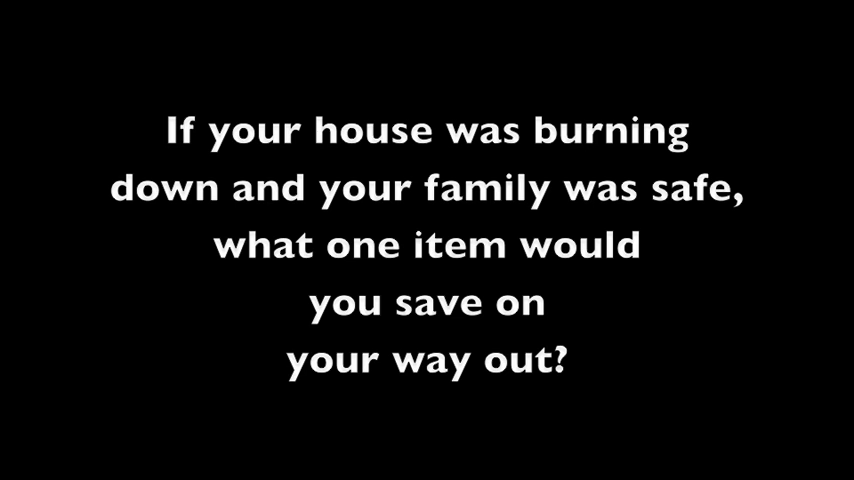 If your house was burning
down and your family was safe,
what one item would
you save on
your way out?